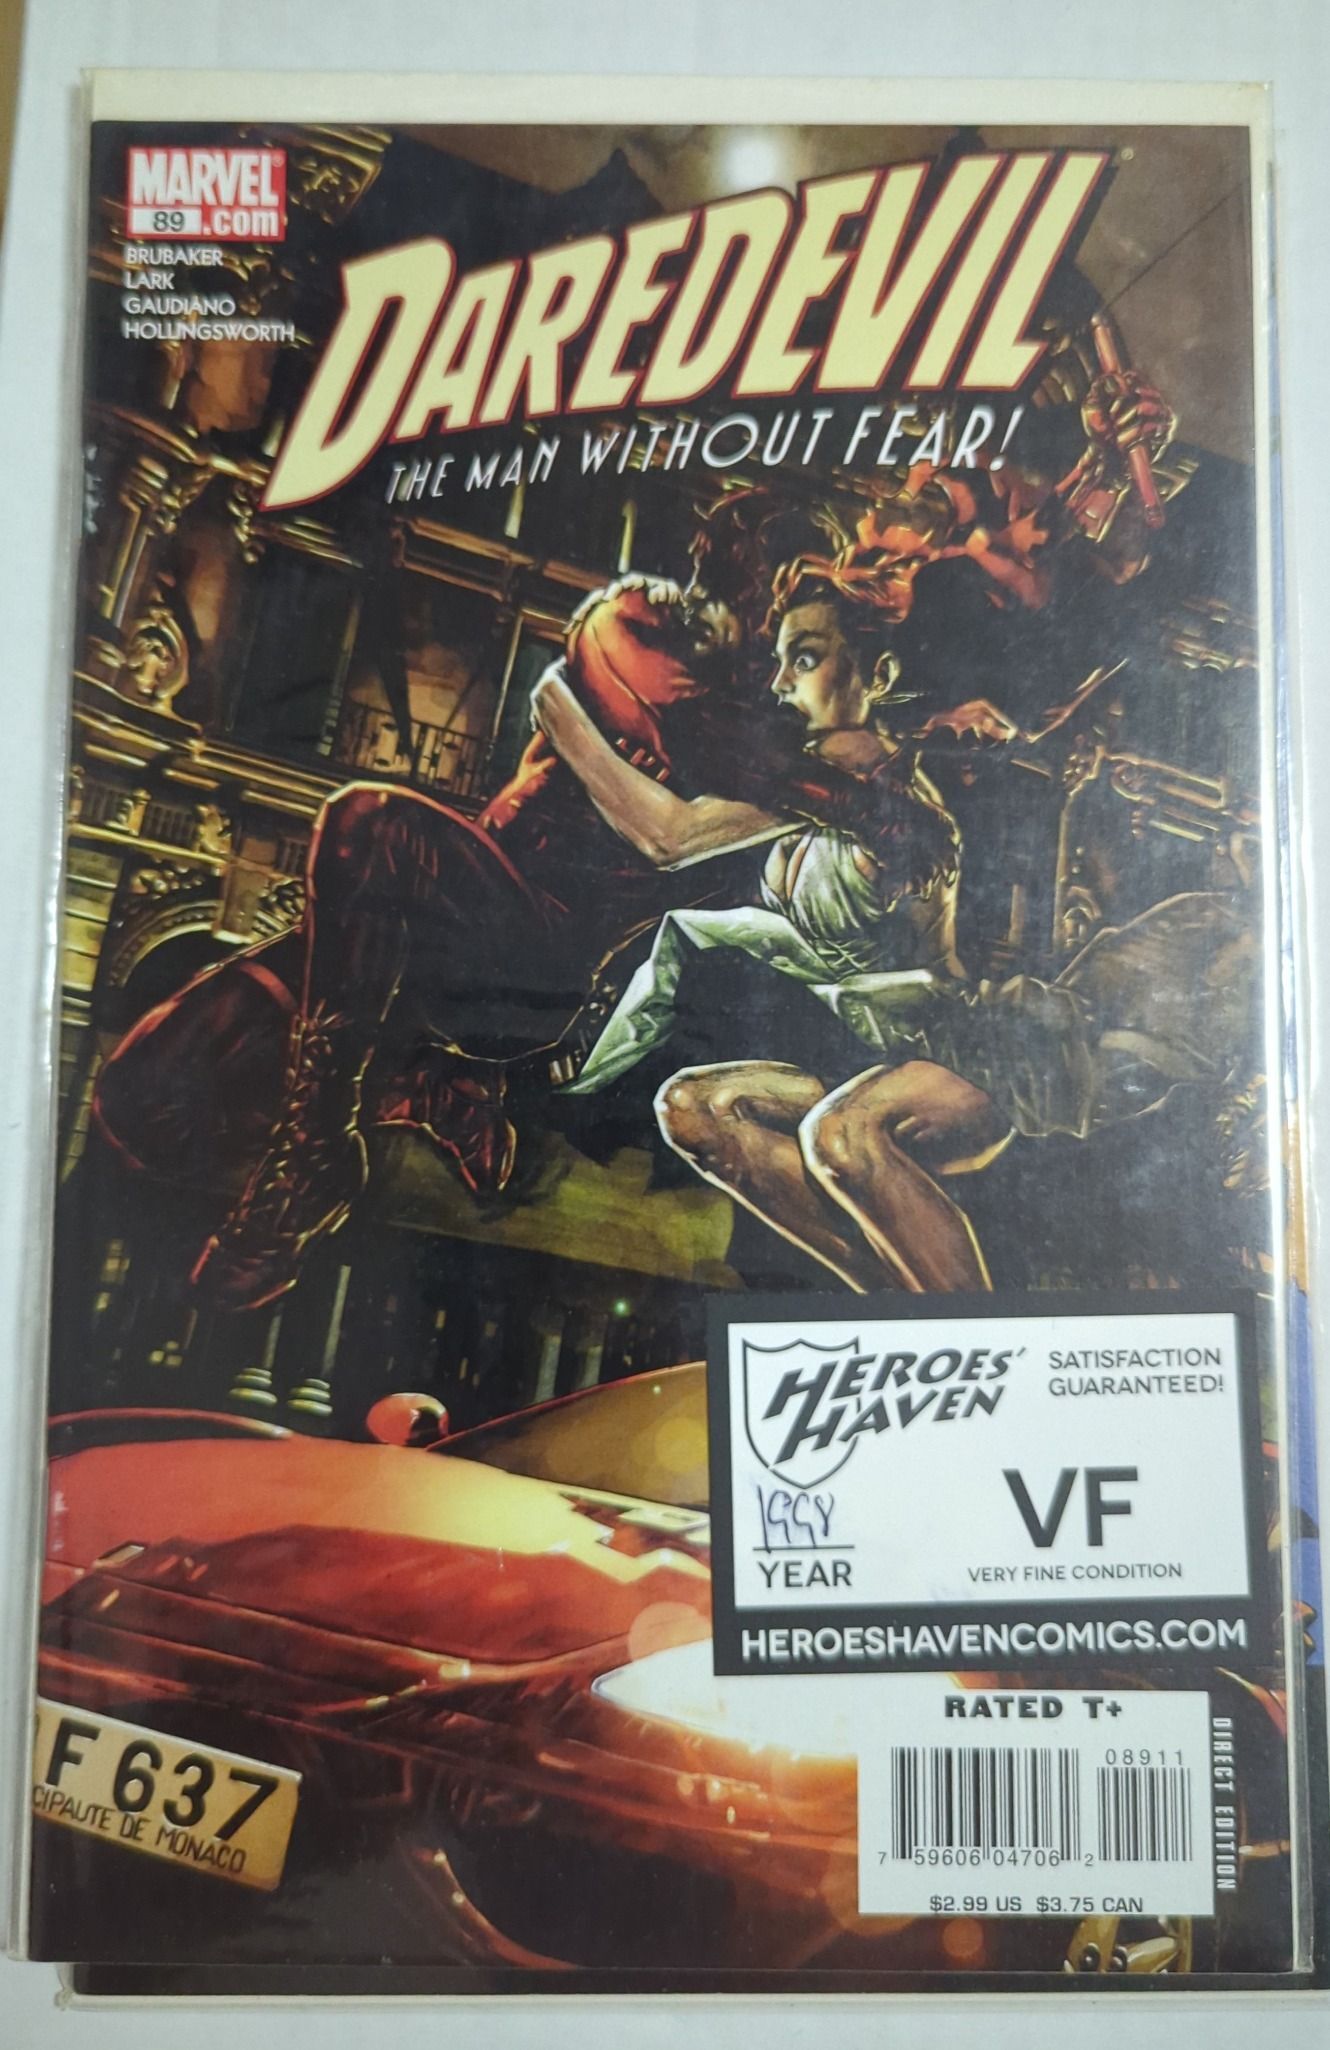 MARVEL
89 .com
BRUBAKER
LARK
GAUDIANO
HOLLINGSWORTH
DAREDEVIL
THE MAN WITHOUT FEAR!
HEROES' HAVEN
SATISFACTION
GUARANTEED!
1998
YEAR
VF
VERY FINE CONDITION
HEROESHAVENCOMICS.COM
RATED T+
08911
7 59606 04706 2
DIRECT EDITION
$2.99 US $3.75 CAN
F 637
CIPAUTE DE MONACO